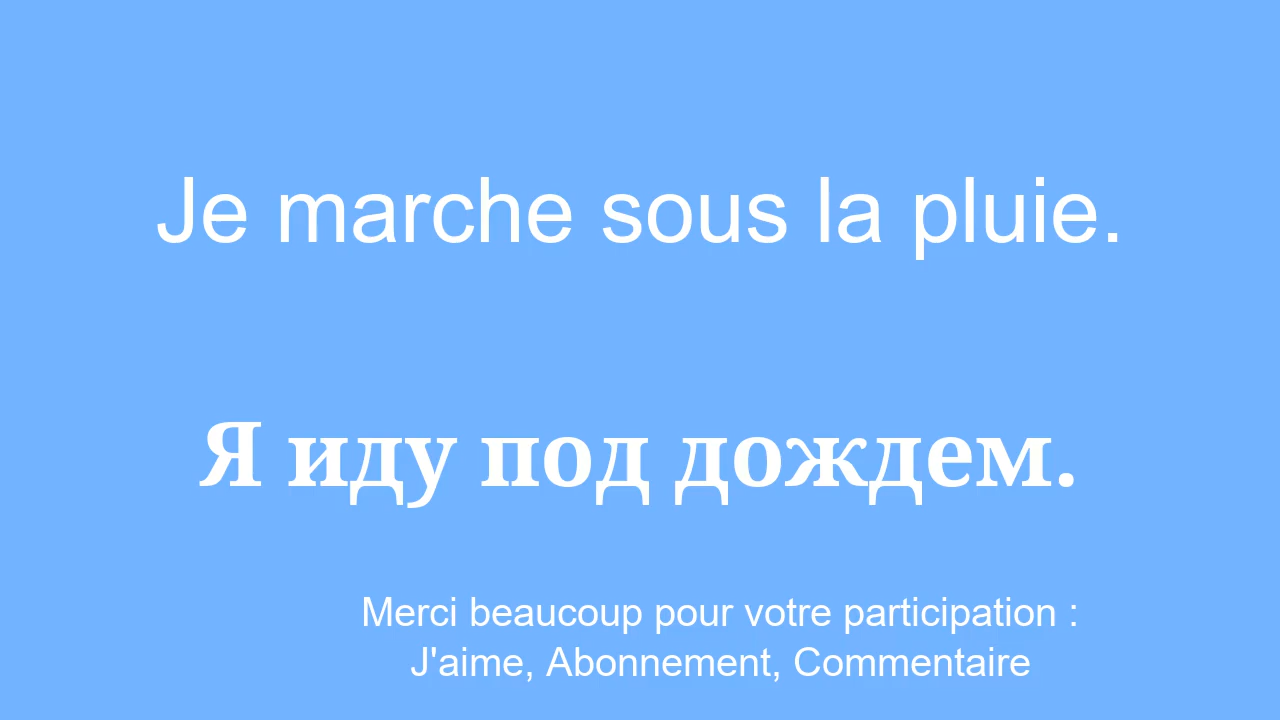 Je marche sous la pluie.
Я иду под дождем.
Merci beaucoup pour votre participation :
J'aime, Abonnement, Commentaire